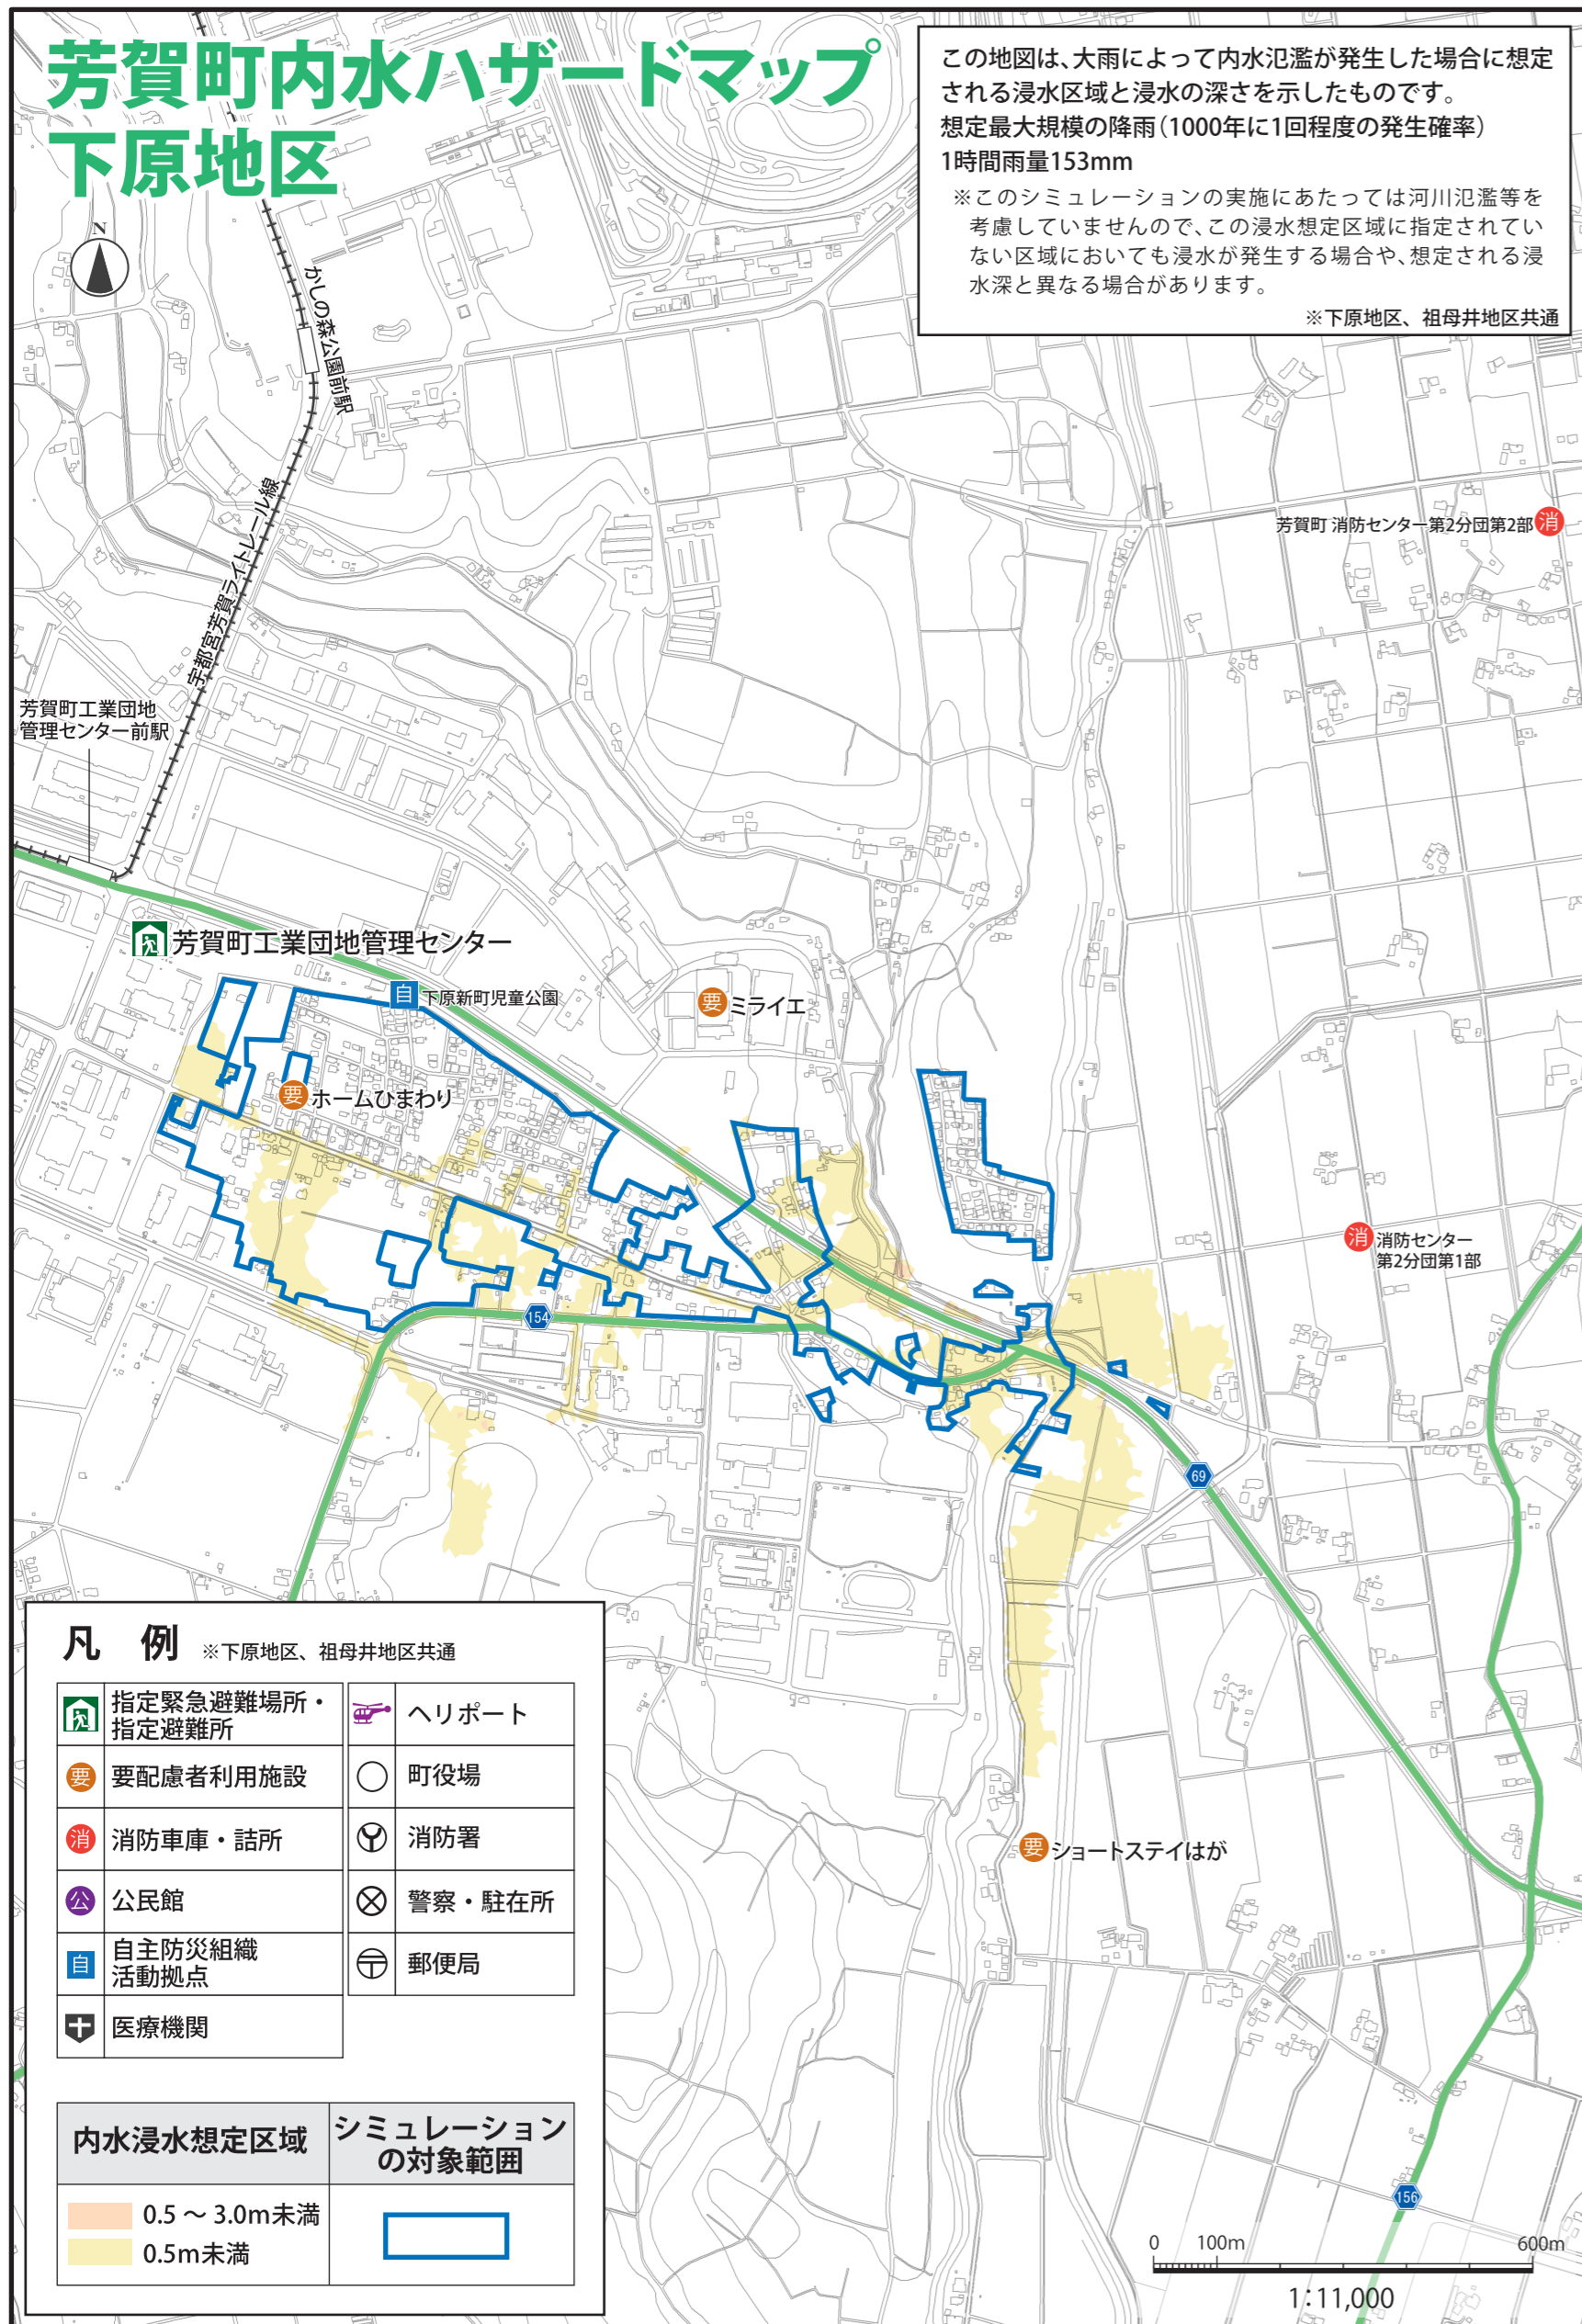 芳賀町内水ハザードマップ
下原地区
この地図は、大雨によって内水氾濫が発生した場合に想定
される浸水区域と浸水の深さを示したものです。
想定最大規模の降雨（1000年に1回程度の発生確率）
1時間雨量153mm
※このシミュレーションの実施にあたっては河川氾濫等を
考慮していませんので、この浸水想定区域に指定されてい
ない区域においても浸水が発生する場合や、想定される浸
水深と異なる場合があります。
※下原地区、祖母井地区共通
N
かしの森公園前駅
宇都宮芳賀ライトレール線
芳賀町 消防センター第2分団第2部
消
芳賀町工業団地
管理センター前駅
芳賀町工業団地管理センター
自
下原新町児童公園
要
ミライエ
要
ホームひまわり
消
消防センター
第2分団第1部
154
69
要
ショートステイはが
156
凡 例
※下原地区、祖母井地区共通
指定緊急避難場所・
指定避難所
ヘリポート
要
要配慮者利用施設
町役場
消
消防車庫・詰所
消防署
公
公民館
警察・駐在所
自
自主防災組織
活動拠点
郵便局
医療機関
内水浸水想定区域
シミュレーション
の対象範囲
0.5 ～ 3.0m未満
0.5m未満
0
100m
600m
1：11,000